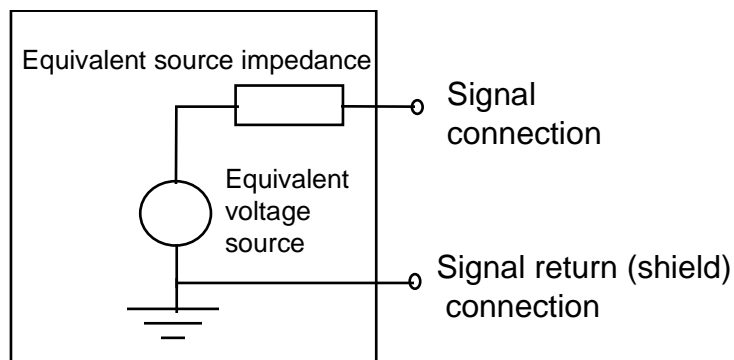 Equivalent source impedance
Signal
connection
Equivalent
voltage
source
Signal return (shield)
connection